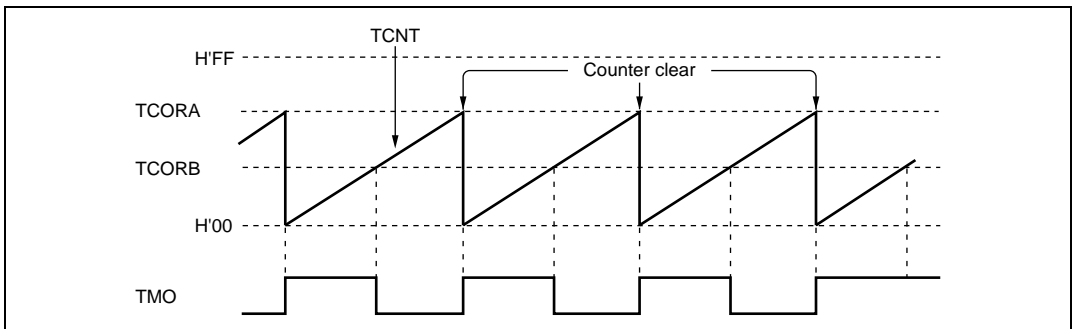 TCNT
H'FF
Counter clear
TCORA
TCORB
H'00
TMO